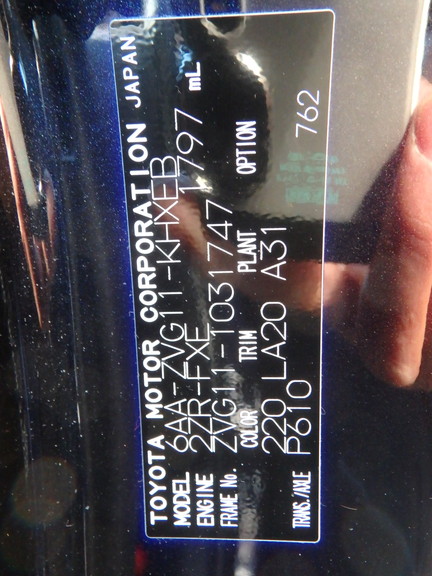 TOYOTA MOTOR CORPORATION JAPAN
MODEL 6AA-ZVG11-KHXEB
ENGINE 2ZR-FXE 1797 mL
FRAME No. ZVG11-1031747
COLOR TRIM PLANT OPTION
220 LA20 A31
TRANS./AXLE P610 762